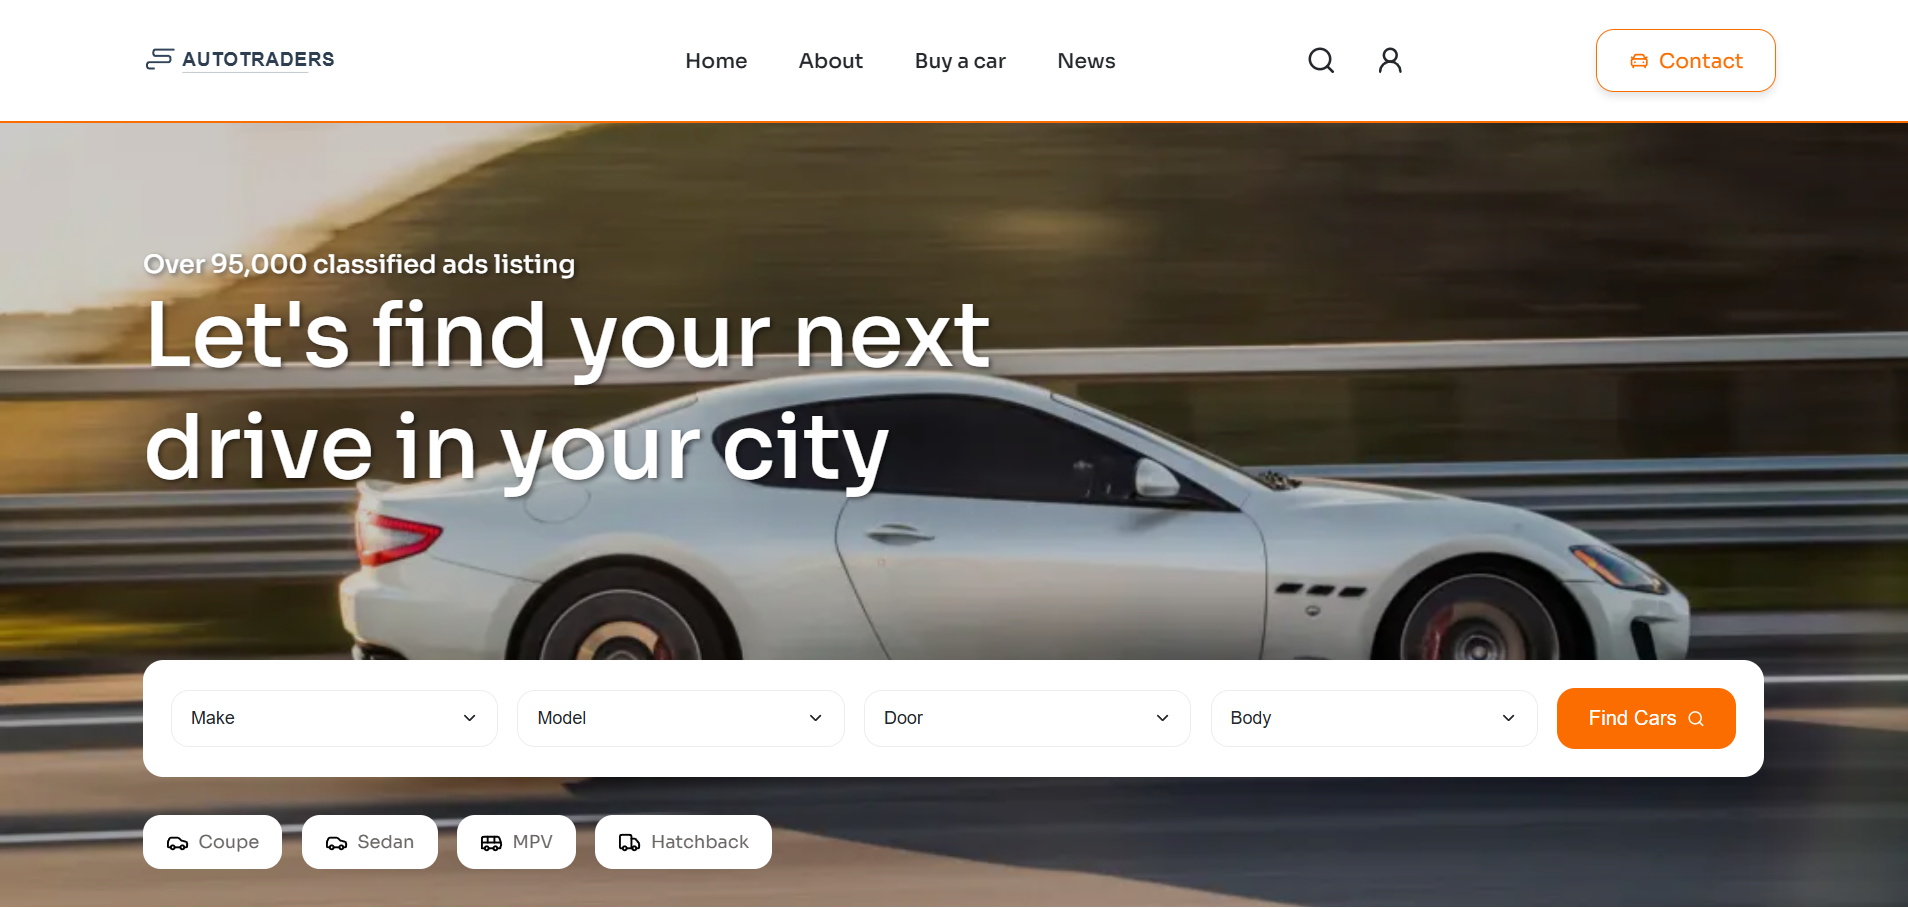 AUTOTRADERS
Home
About
Buy a car
News
Contact
Over 95,000 classified ads listing
Let's find your next
drive in your city
Make
Model
Door
Body
Find Cars
Coupe
Sedan
MPV
Hatchback